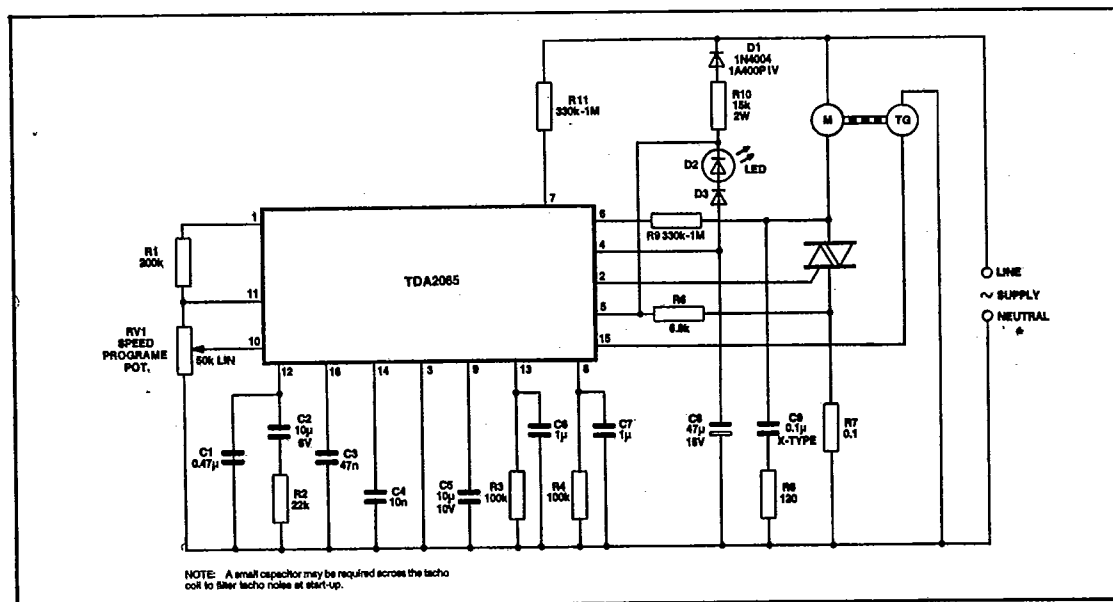 D1
1N4004
1A400PIV
R11
330k-1M
R10
15k
2W
M
TG
D2
LED
D3
7
1
6
R9 330k-1M
4
R1
200k
TDA2085
2
LINE
∼ SUPPLY
NEUTRAL
11
5
R6
6.8k
RV1
SPEED
PROGRAME
POT.
10
50k LIN
15
12
16
14
3
9
13
8
C1
0.47µ
C2
10µ
6V
C3
47n
C6
1µ
C7
1µ
C8
47µ
16V
C9
0.1µ
X-TYPE
R7
0.1
R2
22k
C4
10n
C5
10µ
10V
R3
100k
R4
100k
120
NOTE: A small capacitor may be required across the tacho
coil to filter tacho noise at start-up.